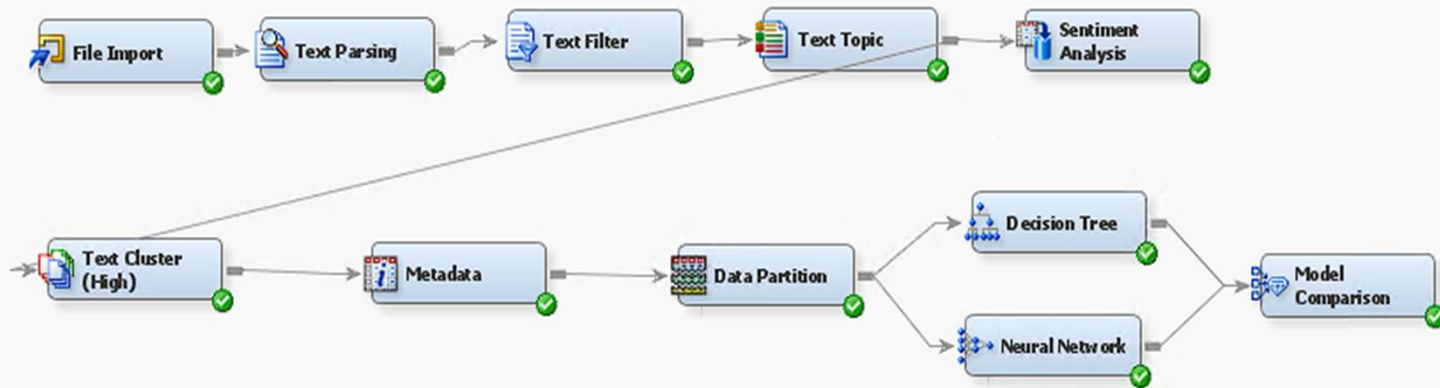 File Import
Text Parsing
Text Filter
Text Topic
Sentiment
Analysis
Text Cluster
(High)
Metadata
Data Partition
Decision Tree
Neural Network
Model
Comparison